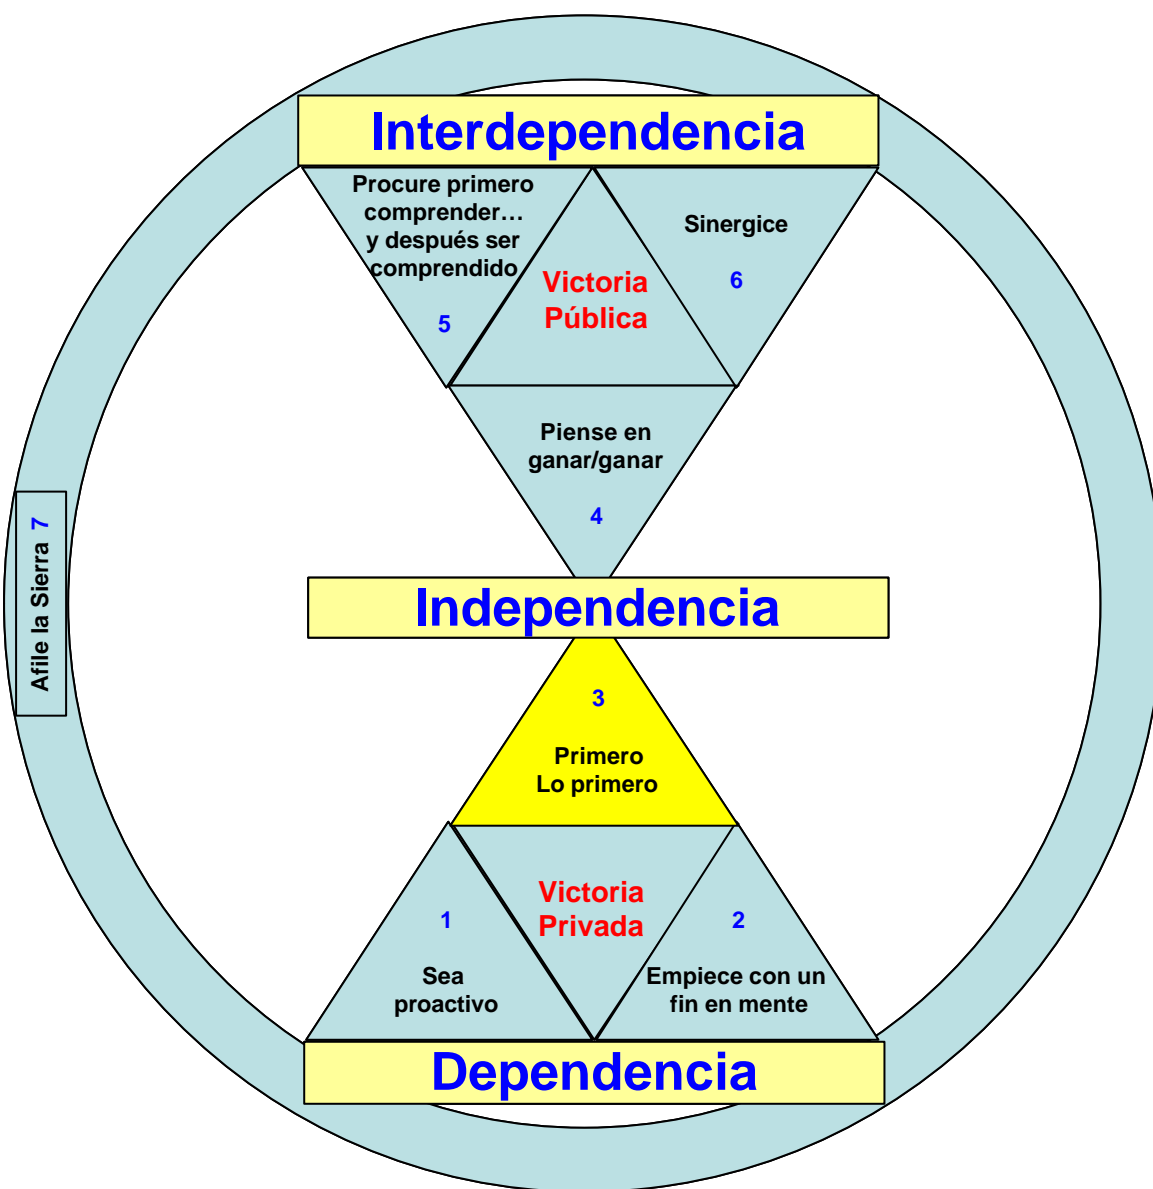 Interdependencia
Procure primero
comprender…
y después ser
comprendido
5
Victoria
Pública
Sinergice
6
Piense en
ganar/ganar
4
Afile la Sierra 7
Independencia
3
Primero
Lo primero
Victoria
Privada
1
Sea
proactivo
2
Empiece con un
fin en mente
Dependencia